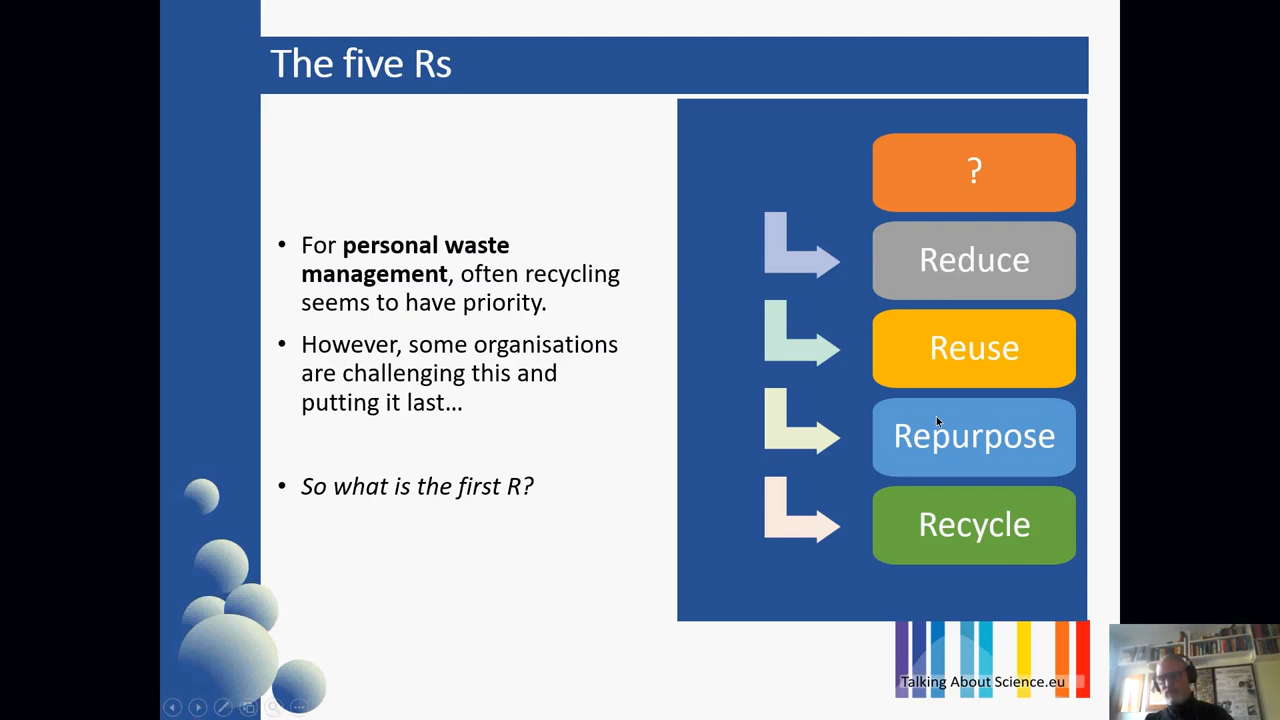 The five Rs
• For personal waste
management, often recycling
seems to have priority.
• However, some organisations
are challenging this and
putting it last...
• So what is the first R?
?
Reduce
Reuse
Repurpose
Recycle
Talking About Science.eu